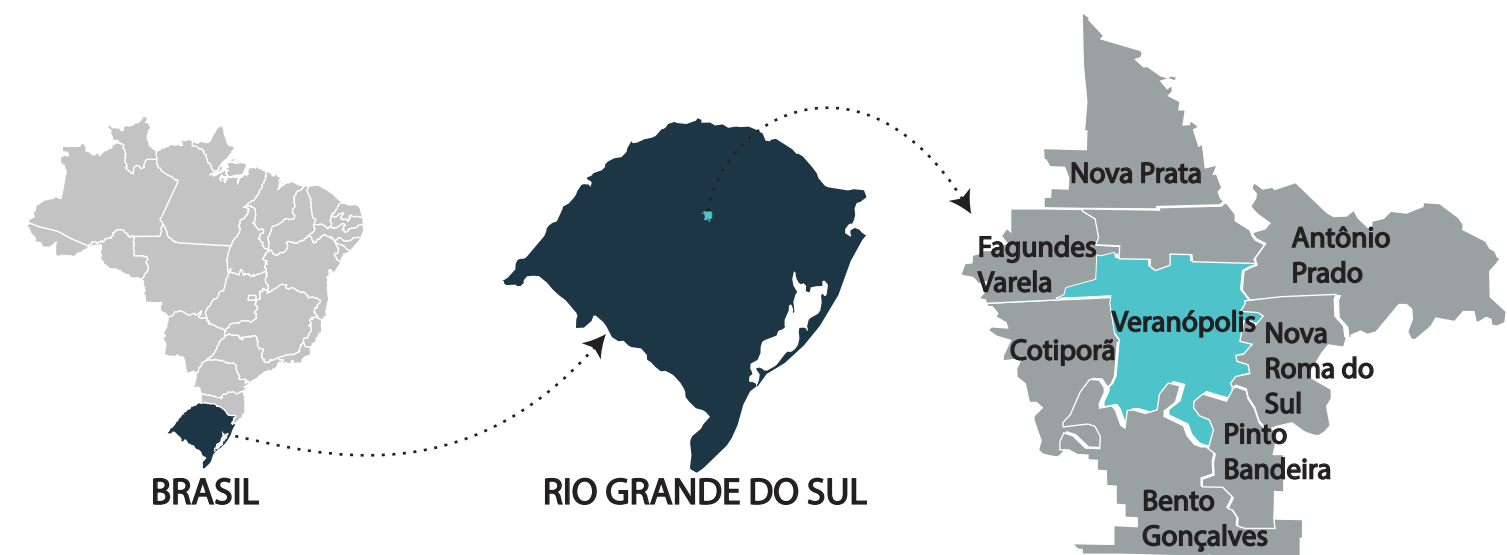 BRASIL
RIO GRANDE DO SUL
Nova Prata
Fagundes
Varela
Antônio
Prado
Veranópolis
Cotiporã
Nova
Roma do
Sul
Pinto
Bandeira
Bento
Gonçalves